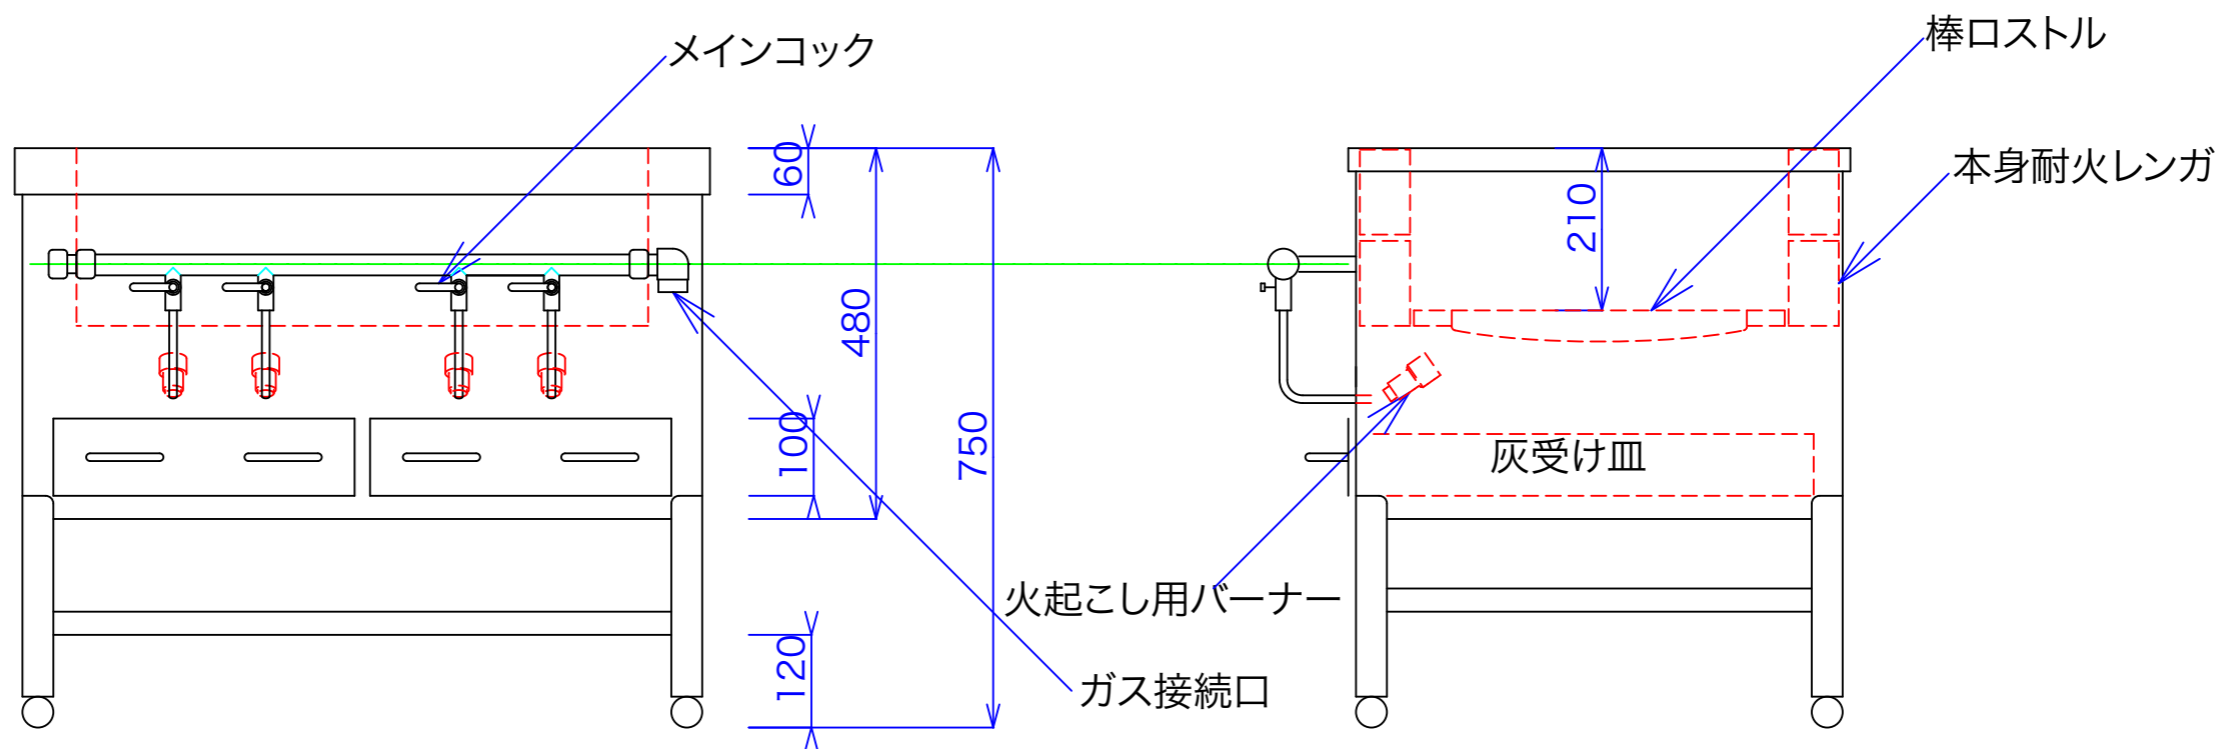 メインコック
棒ロストル
60
本身耐火レンガ
210
480
100
750
灰受け皿
火起こし用バーナー
120
ガス接続口